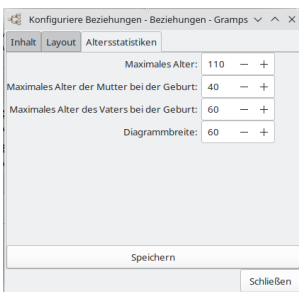 Konfiguriere Beziehungen - Beziehungen - Gramps
Inhalt Layout Altersstatistiken
Maximales Alter: 110 − +
Maximales Alter der Mutter bei der Geburt: 40 − +
Maximales Alter des Vaters bei der Geburt: 60 − +
Diagrammbreite: 60 − +
Speichern
Schließen